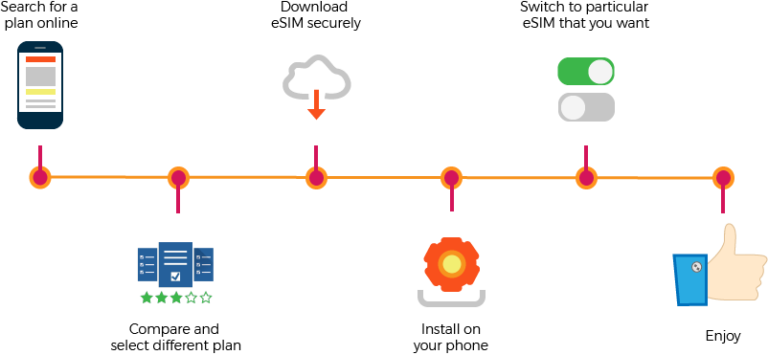 Search for a
plan online
Compare and
select different plan
Download
eSIM securely
Install on
your phone
Switch to particular
eSIM that you want
Enjoy